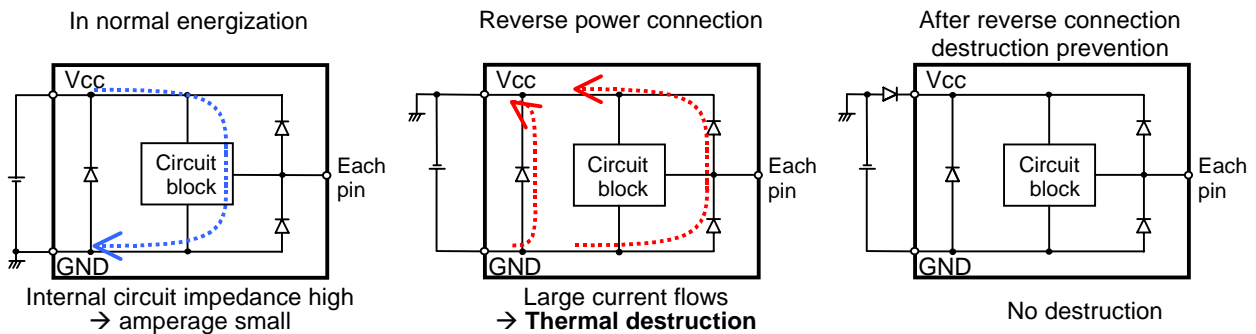 In normal energization
Vcc
Circuit
block
Each
pin
GND
Internal circuit impedance high
→ amperage small
Reverse power connection
Vcc
Circuit
block
Each
pin
GND
Large current flows
→ Thermal destruction
After reverse connection
destruction prevention
Vcc
Circuit
block
Each
pin
GND
No destruction